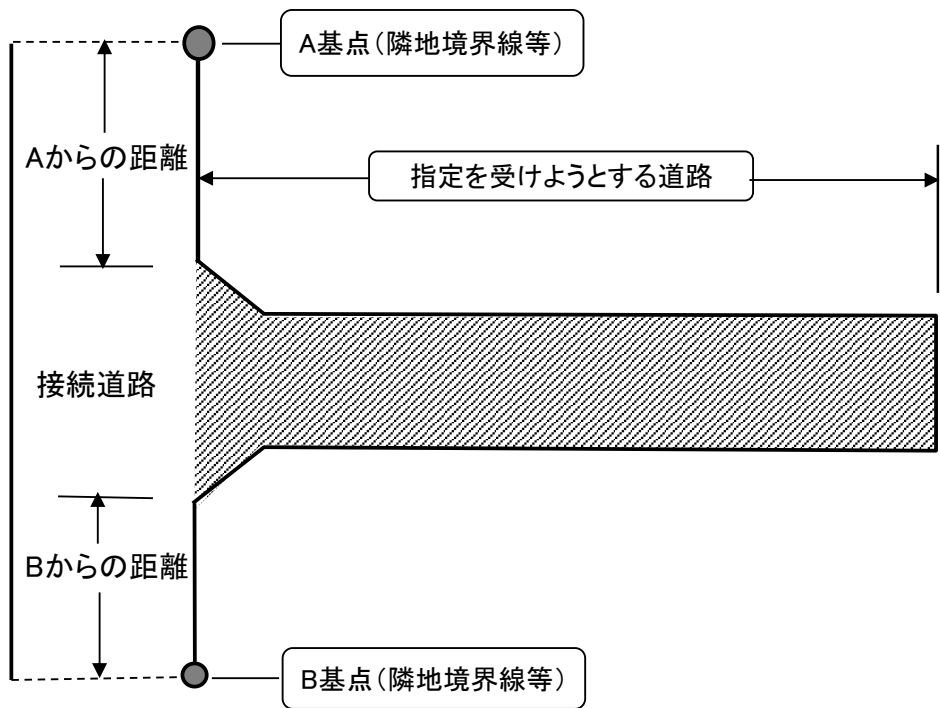 A基点(隣地境界線等)
Aからの距離
指定を受けようとする道路
接続道路
Bからの距離
B基点(隣地境界線等)